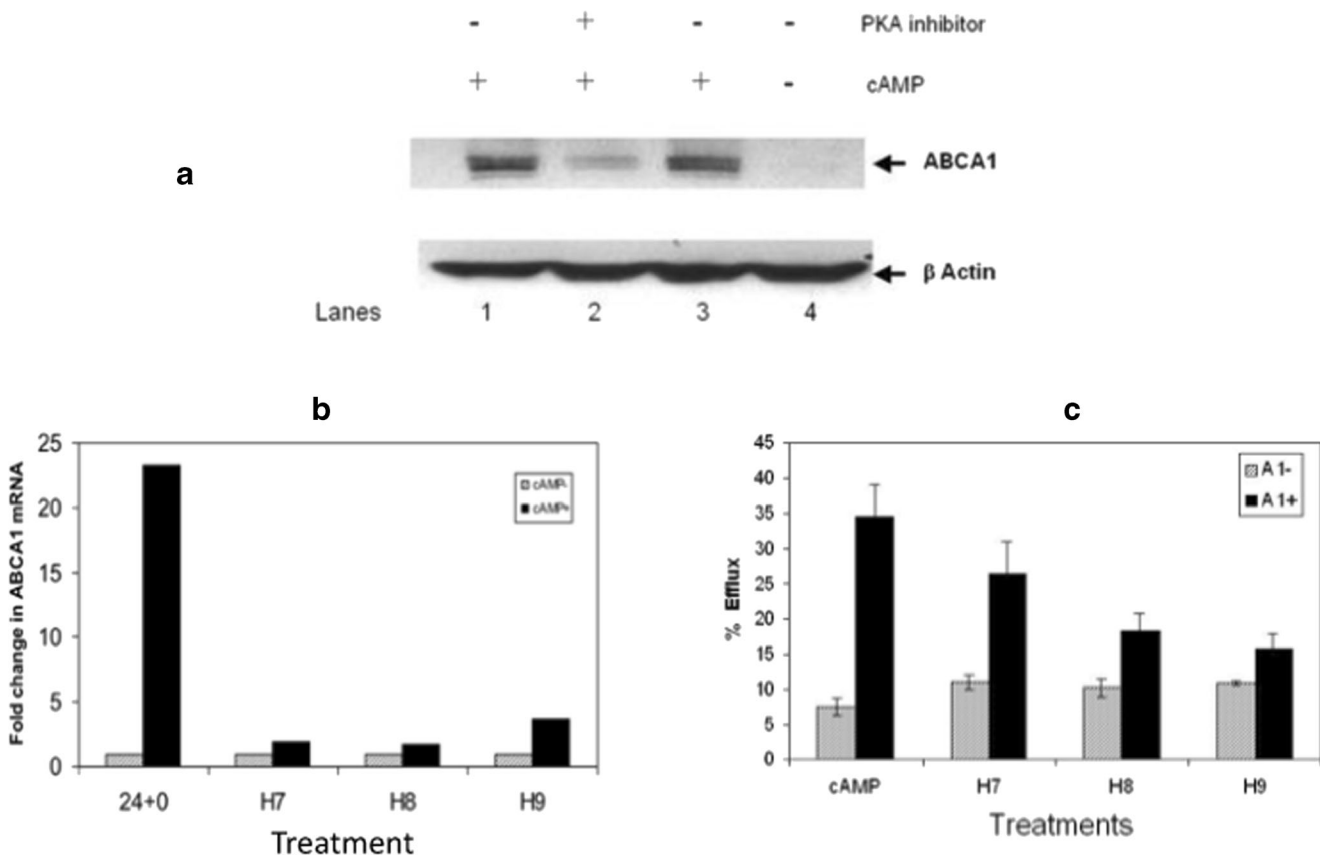 - + - - PKA inhibitor
+ + + - cAMP
a
ABCA1
β Actin
Lanes 1 2 3 4
b
Fold change in ABCA1 mRNA
25
20
15
10
5
0
cAMP-
cAMP+
24+0 H7 H8 H9
Treatment
c
% Efflux
45
40
35
30
25
20
15
10
5
0
A1-
A1+
cAMP H7 H8 H9
Treatments